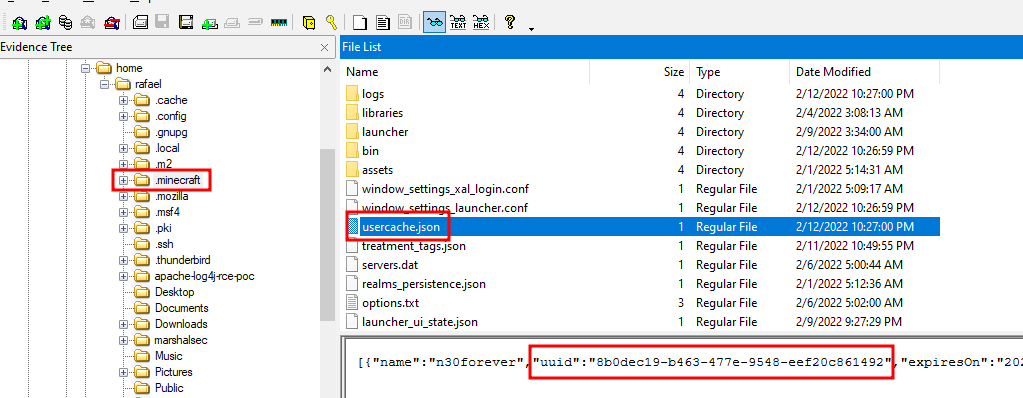 TEXT HEX
Evidence Tree
home
rafael
.cache
.config
.gnupg
.local
.m2
.minecraft
.mozilla
.msf4
.pki
.ssh
.thunderbird
apache-log4j-rce-poc
Desktop
Documents
Downloads
marshalsec
Music
Pictures
Public
File List
Name Size Type Date Modified
logs 4 Directory 2/12/2022 10:27:00 PM
libraries 4 Directory 2/4/2022 3:08:13 AM
launcher 4 Directory 2/9/2022 3:34:00 AM
bin 4 Directory 2/12/2022 10:26:59 PM
assets 4 Directory 2/1/2022 5:14:31 AM
window_settings_xal_login.conf 1 Regular File 2/1/2022 5:09:17 AM
window_settings_launcher.conf 1 Regular File 2/12/2022 10:26:59 PM
usercache.json 1 Regular File 2/12/2022 10:27:00 PM
treatment_tags.json 1 Regular File 2/11/2022 10:49:55 PM
servers.dat 1 Regular File 2/6/2022 5:00:44 AM
realms_persistence.json 1 Regular File 2/1/2022 5:12:36 AM
options.txt 3 Regular File 2/6/2022 5:02:00 AM
launcher_ui_state.json 1 Regular File 2/9/2022 9:27:29 PM
[{"name":"n30forever","uuid":"8b0dec19-b463-477e-9548-eef20c861492","expiresOn":"202